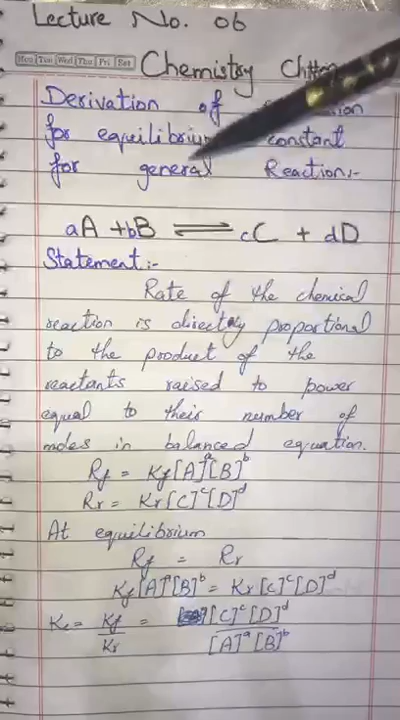 Lecture No. 06
Mon Tue Wed Thu Fri Sat Chemistry
Derivation of
for equilibrium constant
for general Reaction:-
aA + bB ⇌ cC + dD
Statement:-
Rate of the chemical
reaction is directly proportional
to the product of the
reactants raised to power
equal to their number of
moles in balanced equation.
Rf = Kf[A]^a[B]^b
Rr = Kr[C]^c[D]^d
At equilibrium
Rf = Rr
Kf[A]^a[B]^b = Kr[C]^c[D]^d
Kc = Kf/Kr = [C]^c[D]^d/[A]^a[B]^b